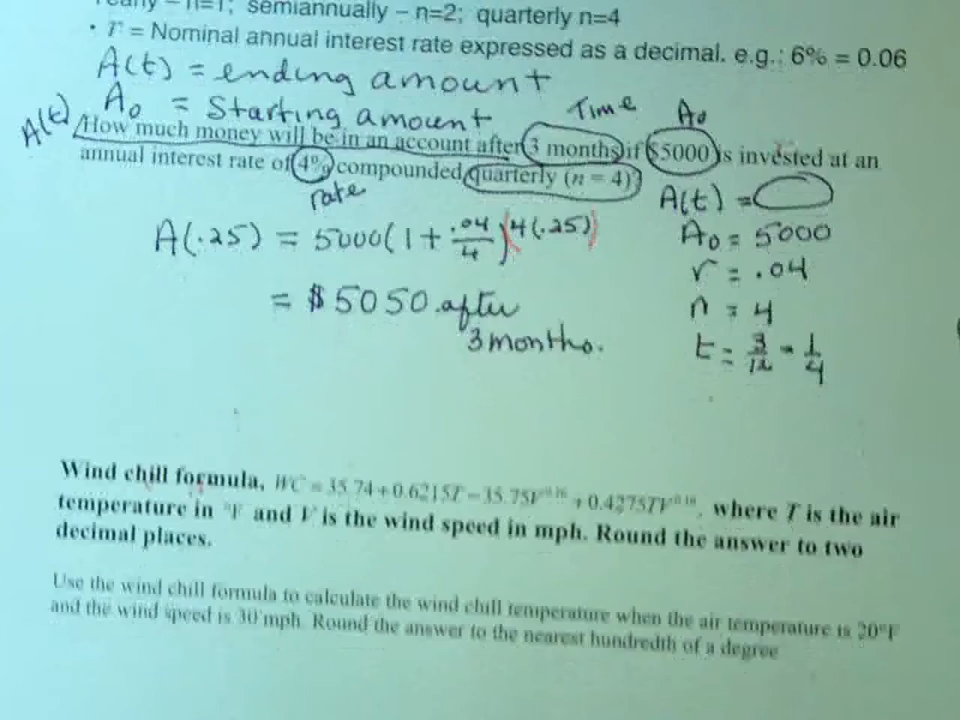 n=1; semiannually – n=2; quarterly n=4
• r = Nominal annual interest rate expressed as a decimal. e.g.: 6% = 0.06
A(t) = ending amount
A₀ = Starting amount
Time A₀
A(t) How much money will be in an account after 3 months if $5000 is invested at an
annual interest rate of 4% compounded quarterly (n = 4)?
rate
A(t) =
A(.25) = 5000(1 + .04/4)(4(.25))
A₀ = 5000
r = .04
= $5050.after
n = 4
3 months.
t = 3/12 = 1/4
Wind chill formula, WC = 35.74 + 0.6215T – 35.75V^0.16 + 0.4275TV^0.16, where T is the air
temperature in °F and V is the wind speed in mph. Round the answer to two
decimal places.
Use the wind chill formula to calculate the wind chill temperature when the air temperature is 20°F
and the wind speed is 30 mph. Round the answer to the nearest hundredth of a degree